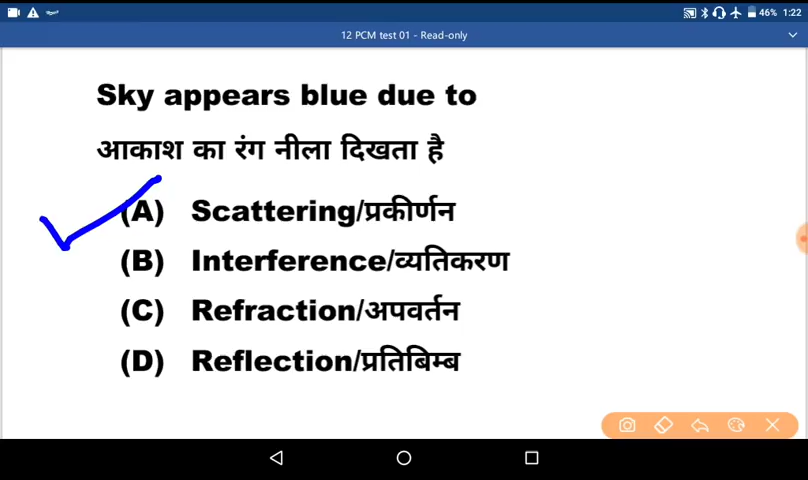 46% 1:22
12 PCM test 01 - Read-only
Sky appears blue due to
आकाश का रंग नीला दिखता है
(A) Scattering/प्रकीर्णन
(B) Interference/व्यतिकरण
(C) Refraction/अपवर्तन
(D) Reflection/प्रतिबिम्ब